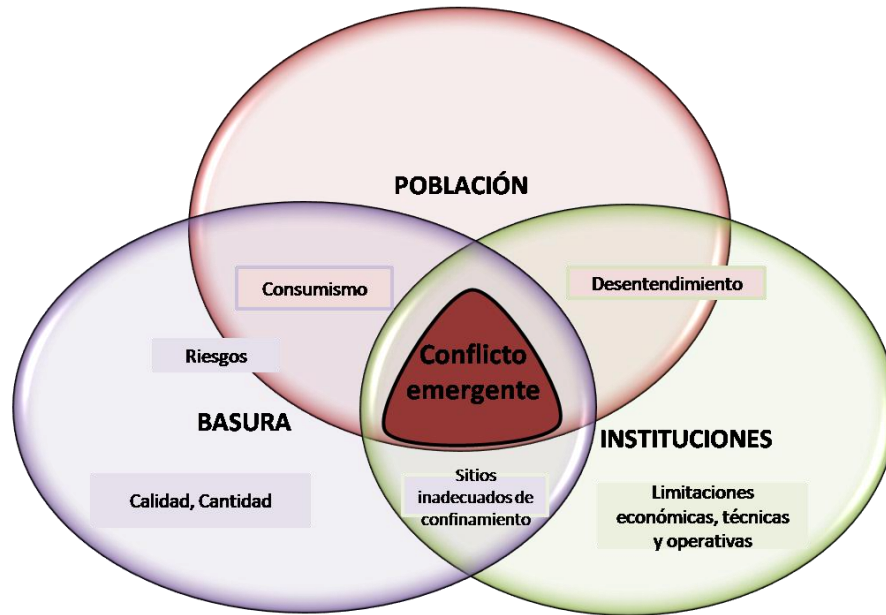 POBLACIÓN
Consumismo
Desentendimiento
Riesgos
Conflicto
emergente
BASURA
INSTITUCIONES
Calidad, Cantidad
Sitios
inadecuados de
confinamiento
Limitaciones
económicas, técnicas
y operativas